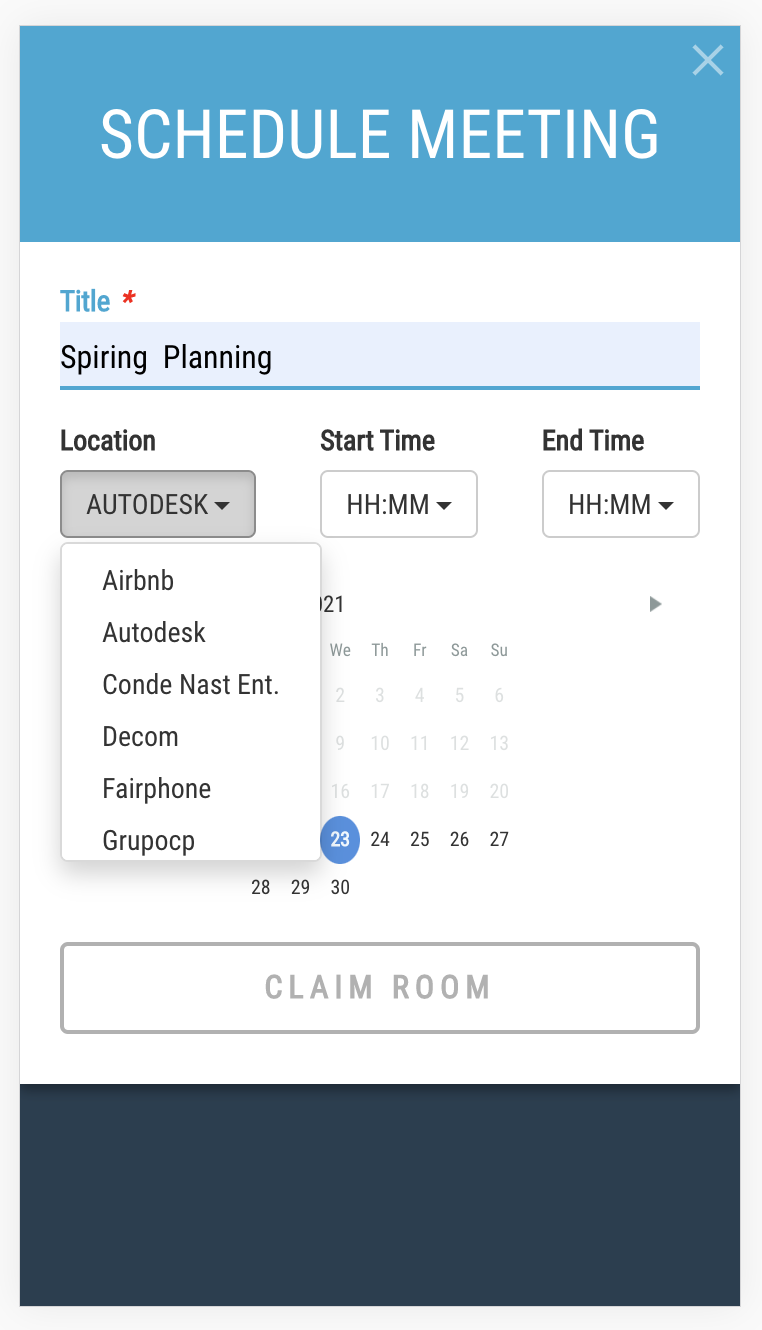 SCHEDULE MEETING
Title *
Spiring Planning
Location Start Time End Time
AUTODESK HH:MM HH:MM
Airbnb
Autodesk
Conde Nast Ent.
Decom
Fairphone
Grupocp
021
We Th Fr Sa Su
2 3 4 5 6
9 10 11 12 13
16 17 18 19 20
23 24 25 26 27
28 29 30
CLAIM ROOM